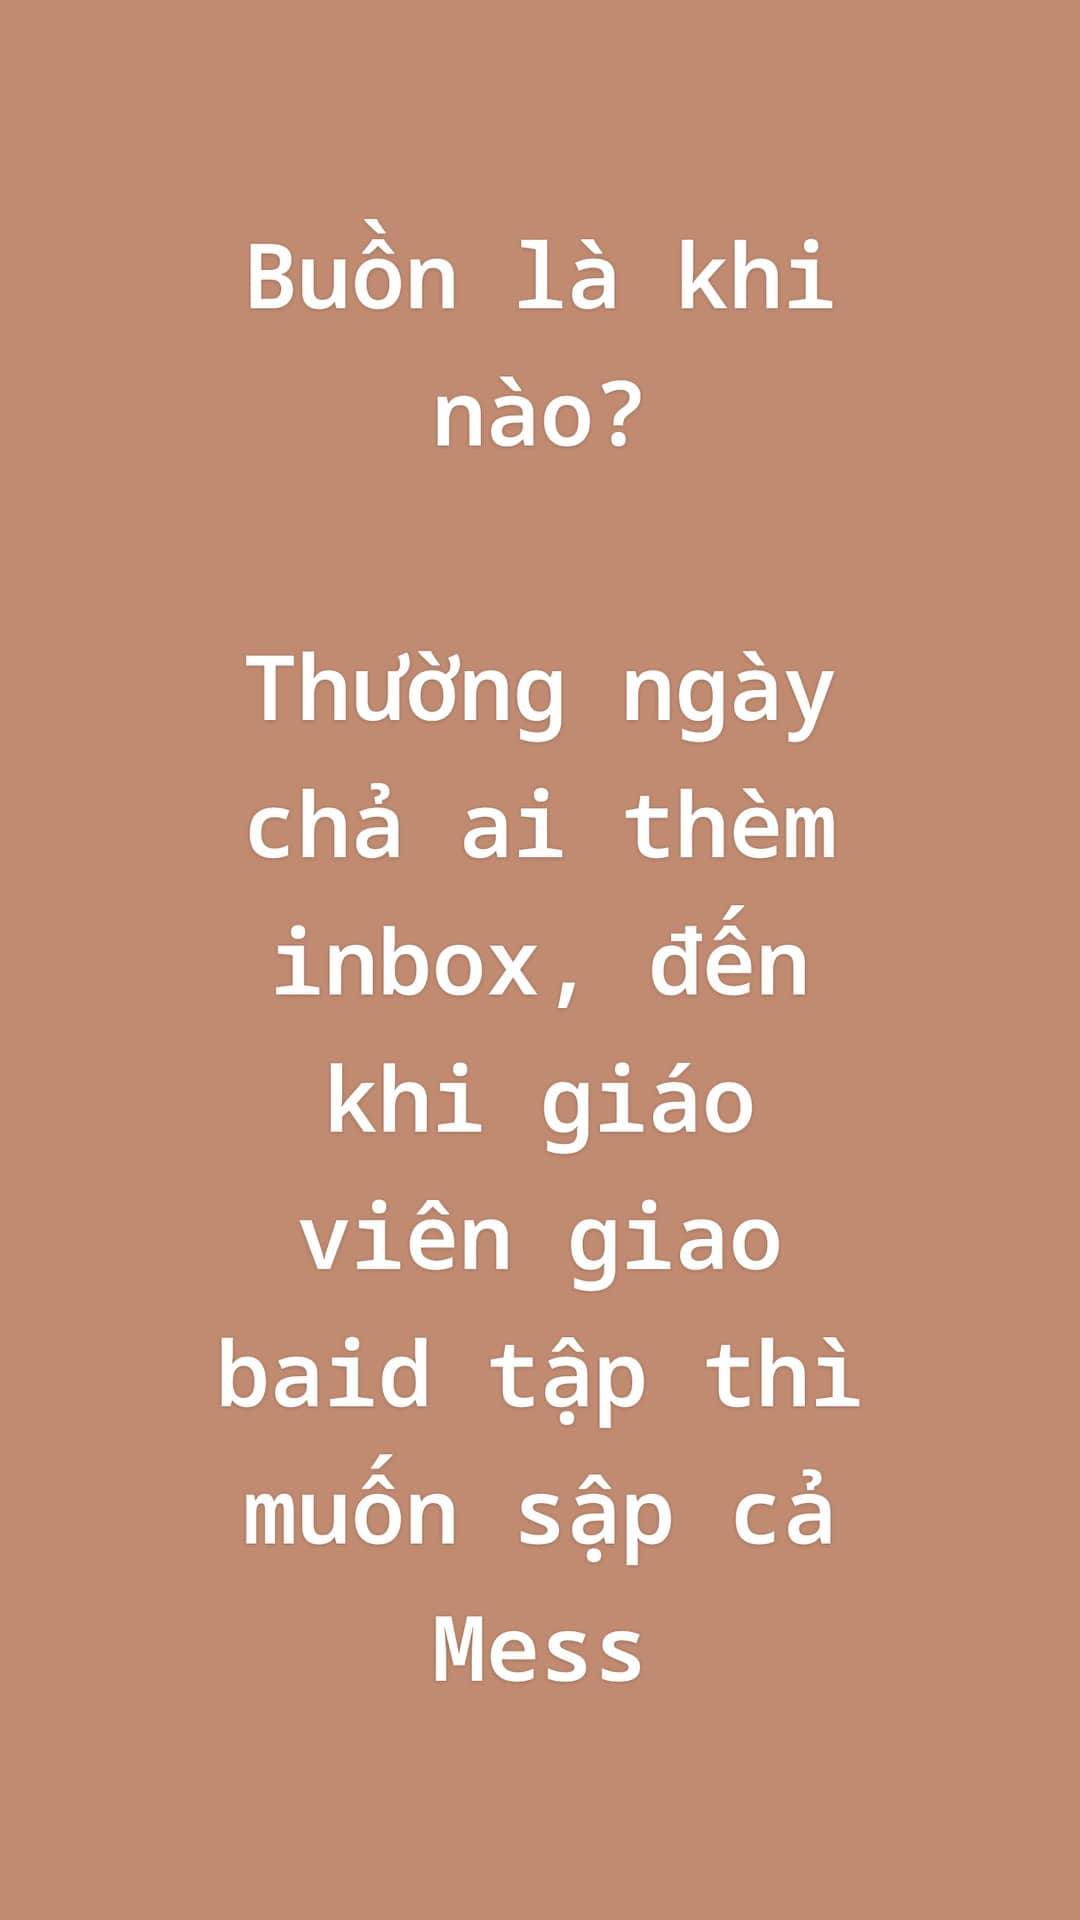 Buồn là khi
nào?
Thường ngày
chả ai thèm
inbox, đến
khi giáo
viên giao
baid tập thì
muốn sập cả
Mess